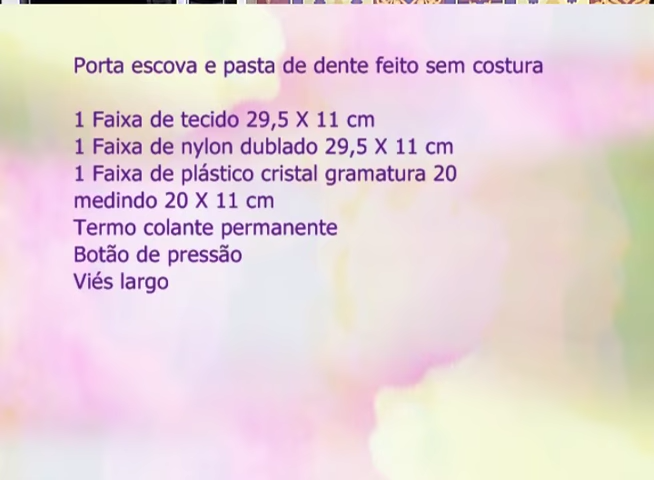 Porta escova e pasta de dente feito sem costura
1 Faixa de tecido 29,5 X 11 cm
1 Faixa de nylon dublado 29,5 X 11 cm
1 Faixa de plástico cristal gramatura 20
medindo 20 X 11 cm
Termo colante permanente
Botão de pressão
Viés largo